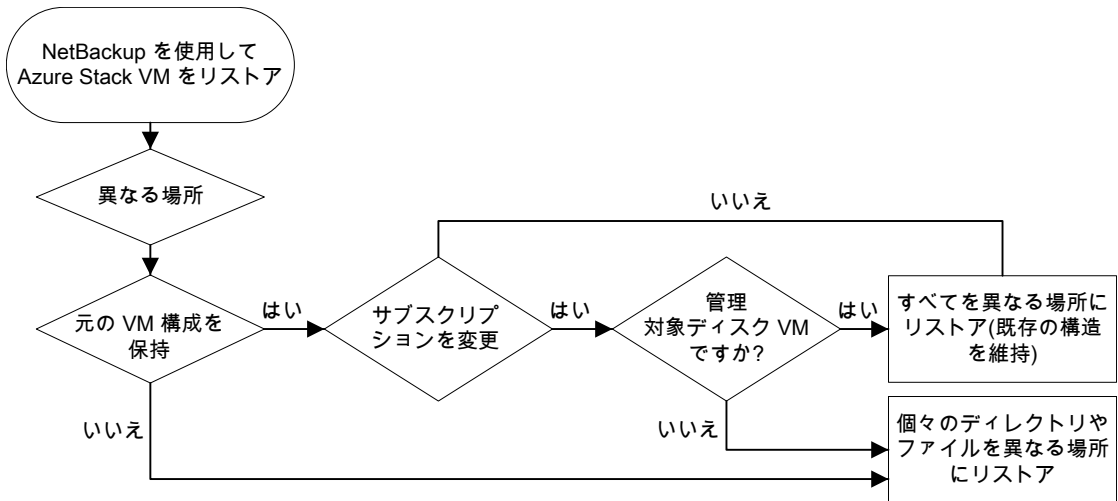 NetBackup を使用して
Azure Stack VM をリストア
異なる場所
いいえ
元の VM 構成を
保持
はい
サブスクリプ
ションを変更
はい
管理
対象ディスク VM
ですか?
はい
すべてを異なる場所に
リストア(既存の構造
を維持)
いいえ
いいえ
個々のディレクトリや
ファイルを異なる場所
にリストア